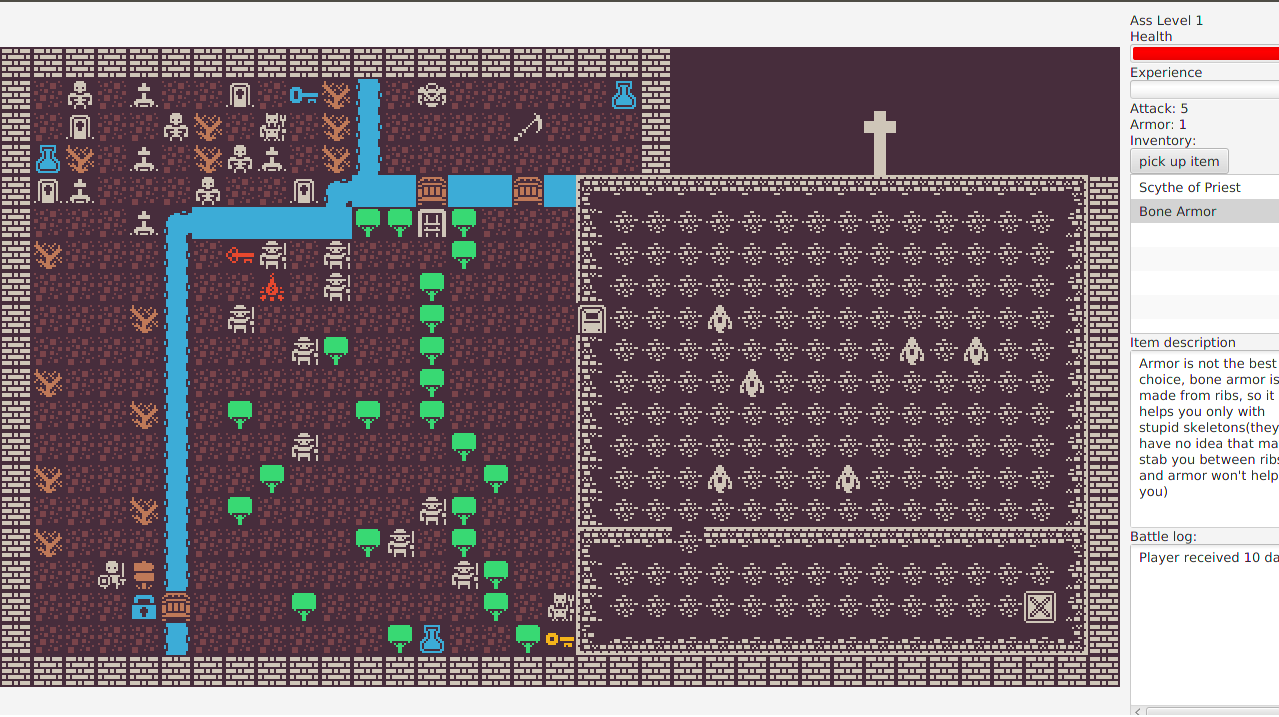 Ass Level 1
Health
Experience
Attack: 5
Armor: 1
Inventory:
pick up item
Scythe of Priest
Bone Armor
Item description
Armor is not the best
choice, bone armor is
made from ribs, so it
helps you only with
stupid skeletons(they
have no idea that ma
stab you between ribs
and armor won't help
you)
Battle log:
Player received 10 da